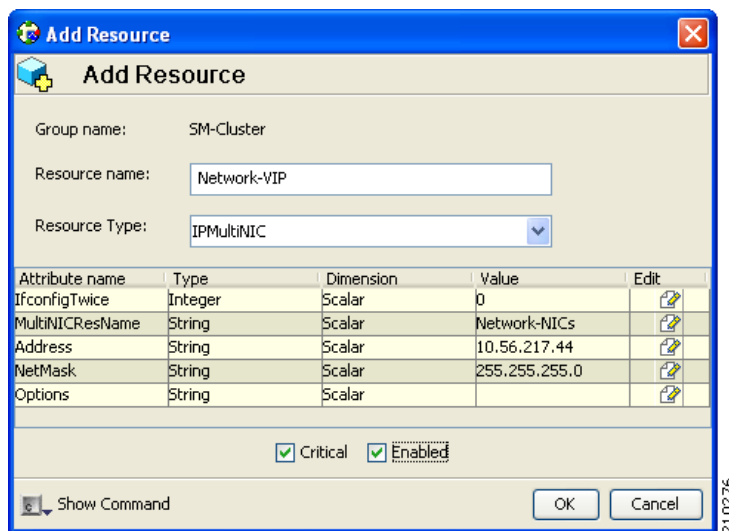 Add Resource
Add Resource
Group name: SM-Cluster
Resource name: Network-VIP
Resource Type: IPMultiNIC
Attribute name Type Dimension Value Edit
IfconfigTwice Integer Scalar 0
MultiNICResName String Scalar Network-NICs
Address String Scalar 10.56.217.44
NetMask String Scalar 255.255.255.0
Options String Scalar
Critical Enabled
c Show Command OK Cancel
210276